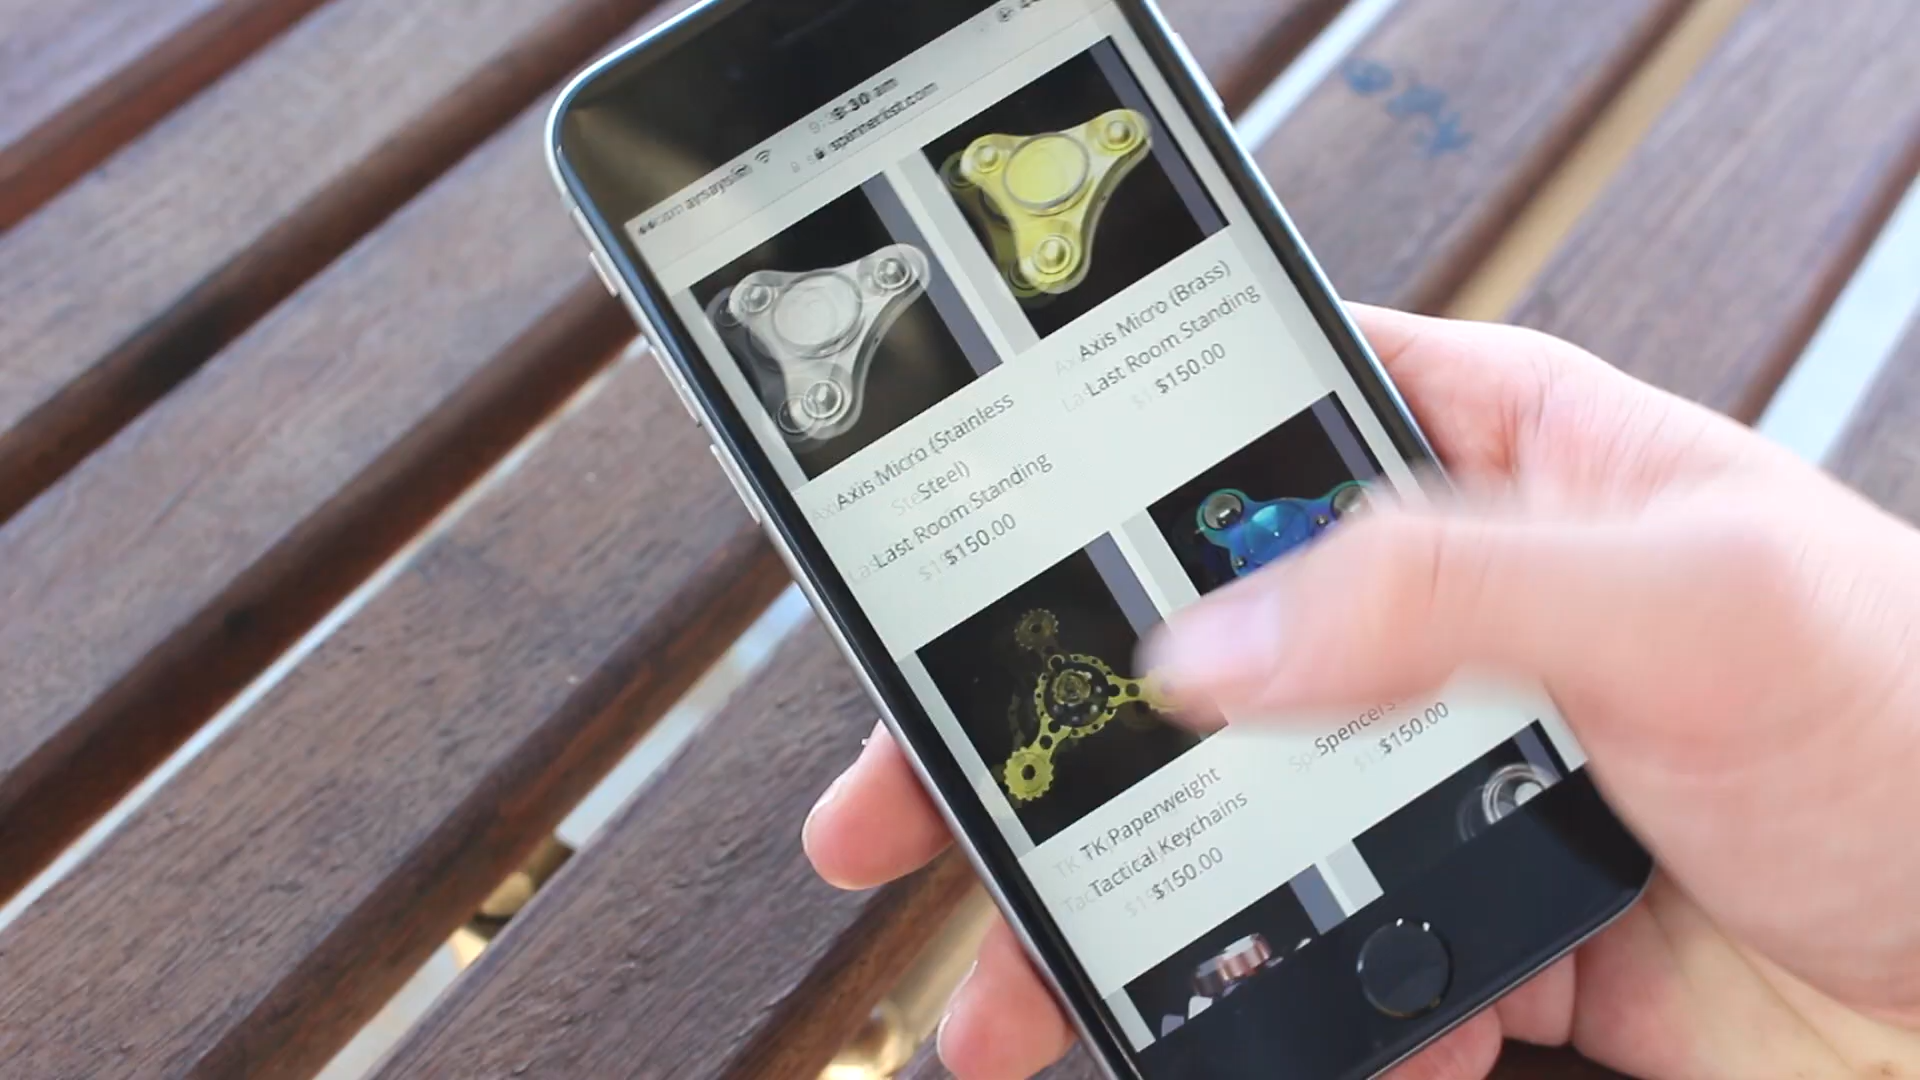 9:30 am
spinnerlist.com
Axis Micro (Stainless
Steel)
Last Room Standing
$150.00
Axis Micro (Brass)
Last Room Standing
$150.00
TK Paperweight
Tactical Keychains
$150.00
Spencers
$150.00